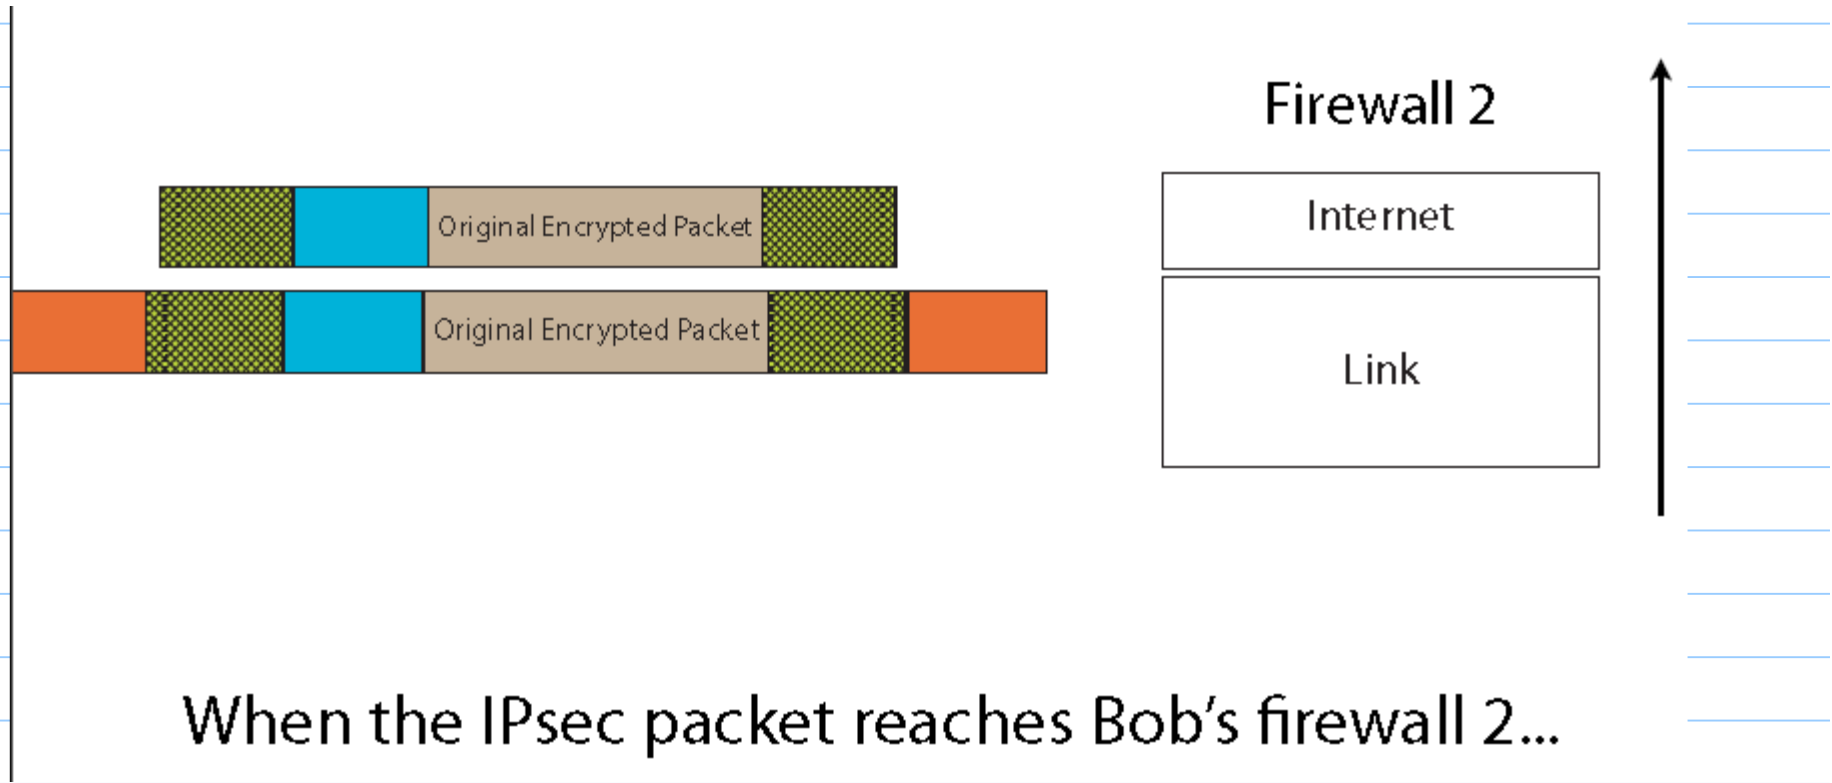 Firewall 2
Original Encrypted Packet
Internet
Original Encrypted Packet
Link
When the IPsec packet reaches Bob’s firewall 2...